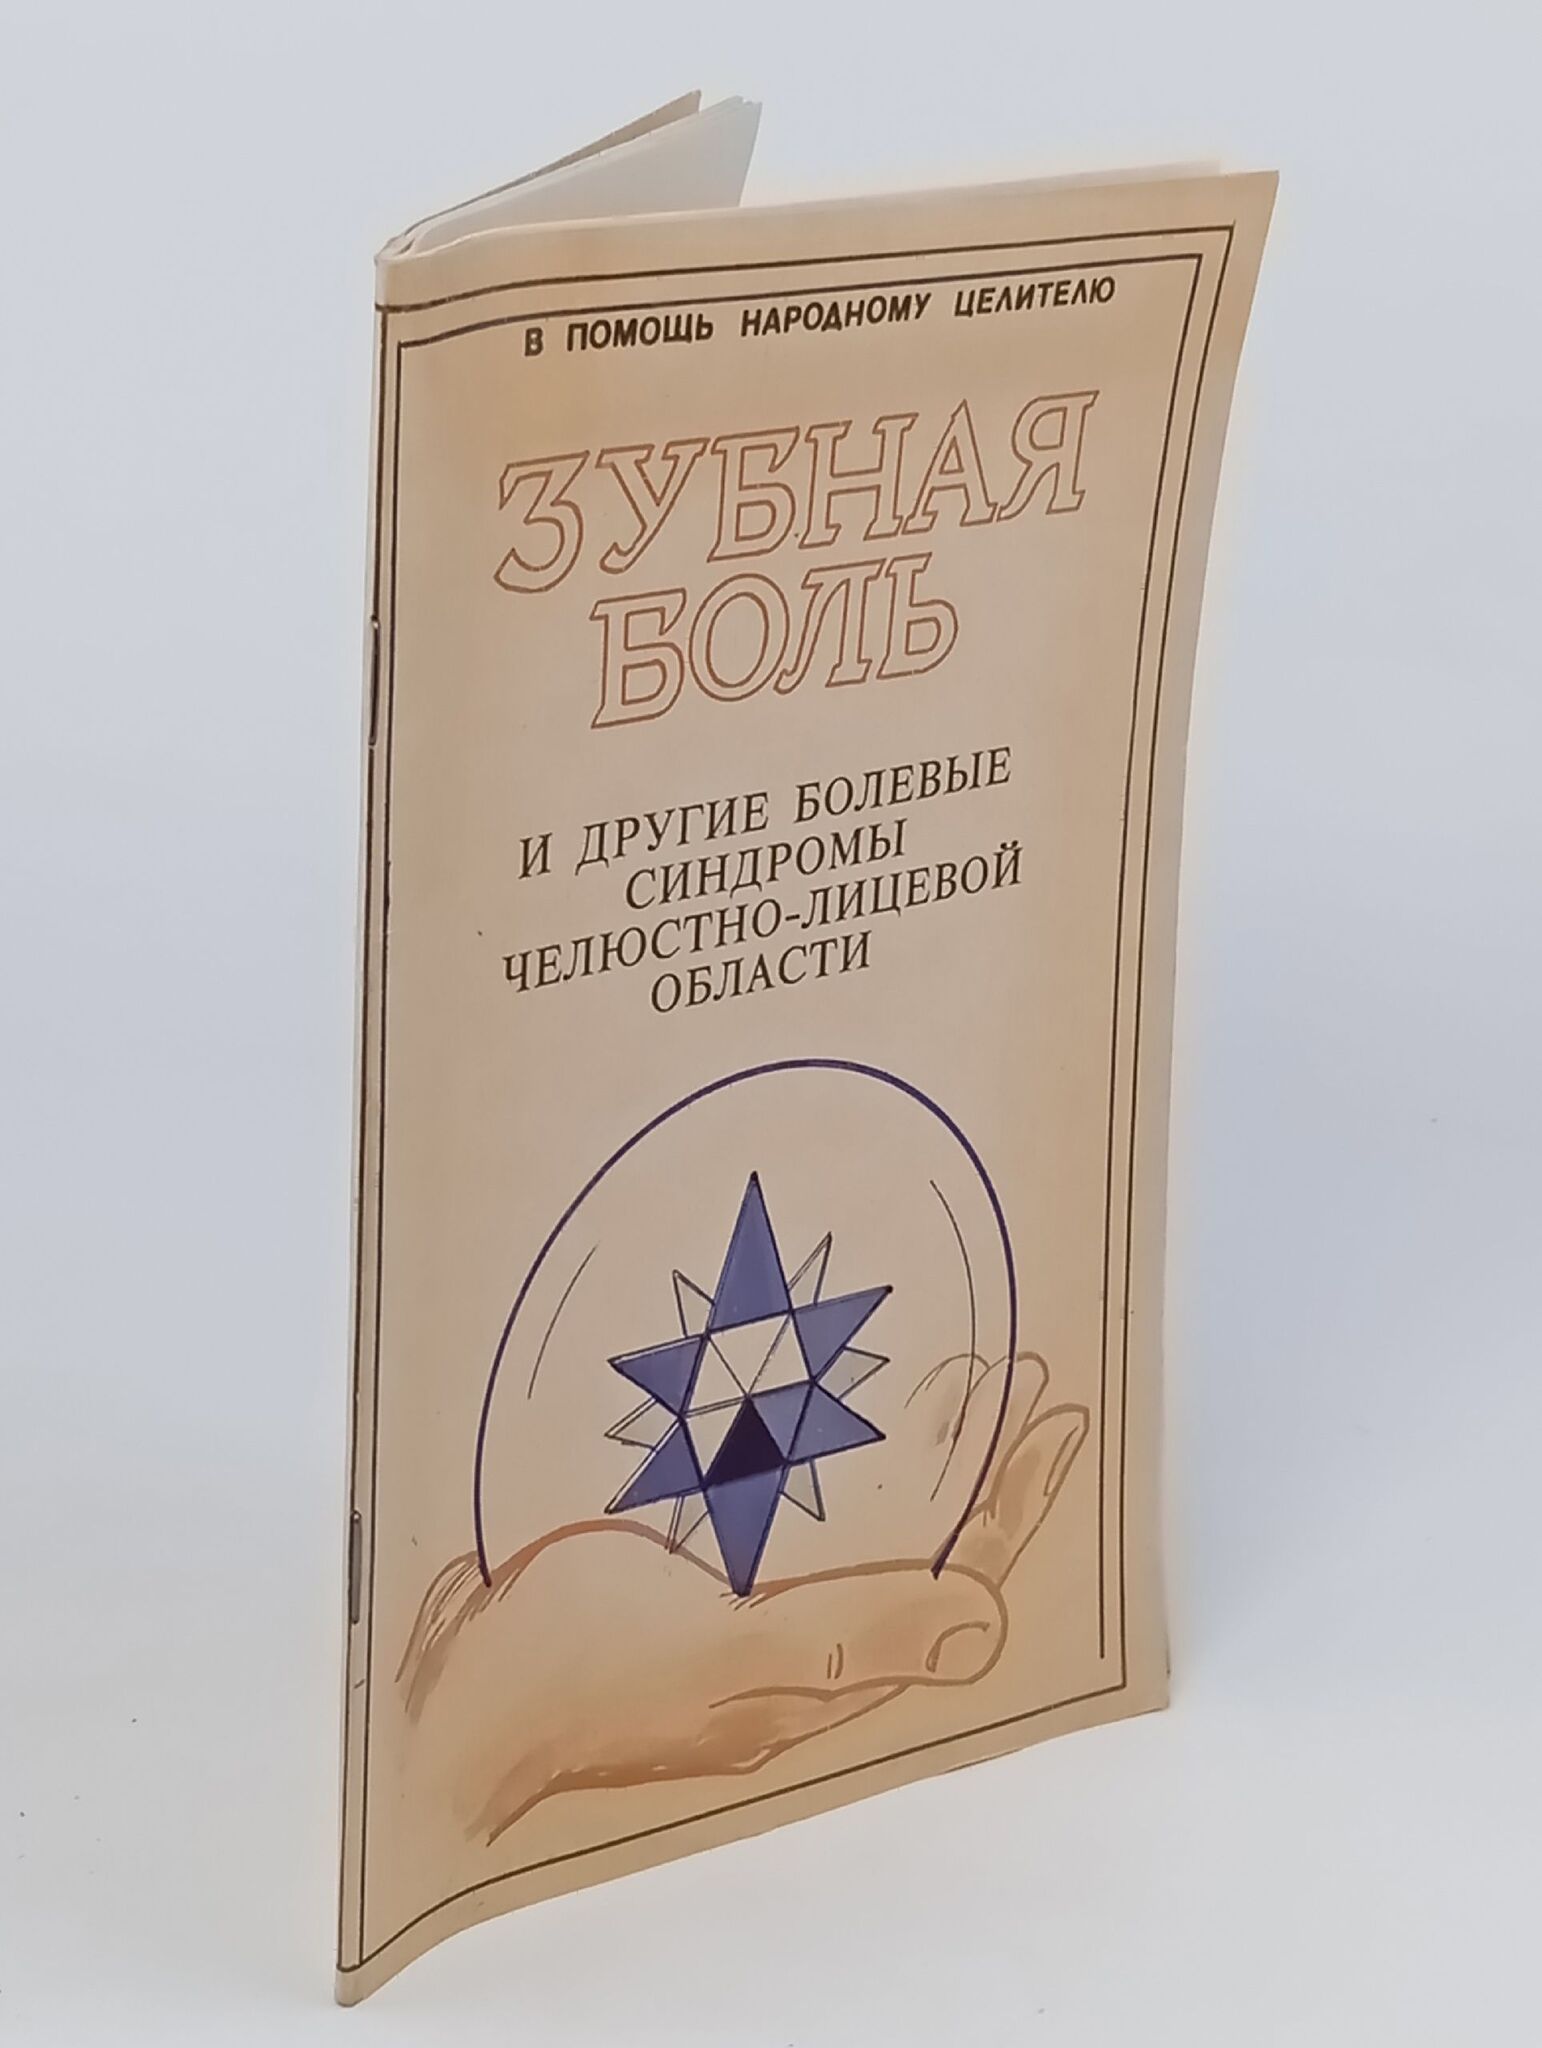 В ПОМОЩЬ НАРОДНОМУ ЦЕЛИТЕЛЮ
ЗУБНАЯ
БОЛЬ
И ДРУГИЕ БОЛЕВЫЕ
СИНДРОМЫ
ЧЕЛЮСТНО-ЛИЦЕВОЙ
ОБЛАСТИ